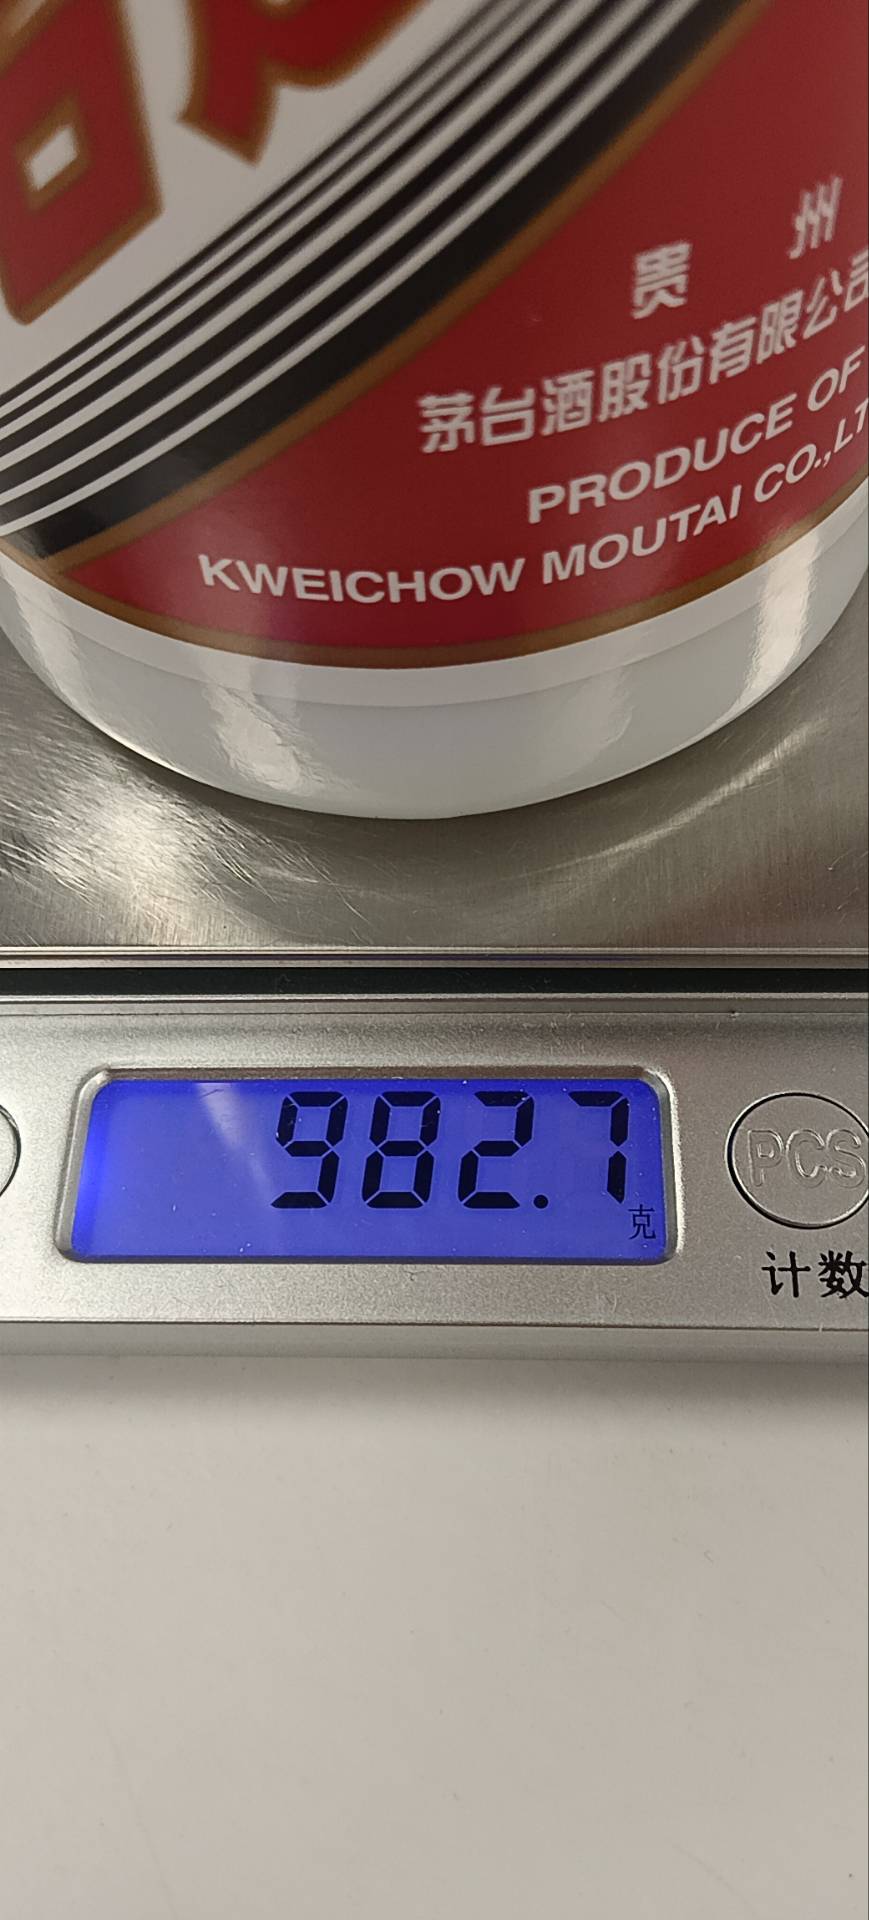 贵州
茅台酒股份有限公司
PRODUCE OF
KWEICHOW MOUTAI CO.,LT
982.7
克
PCS
计数